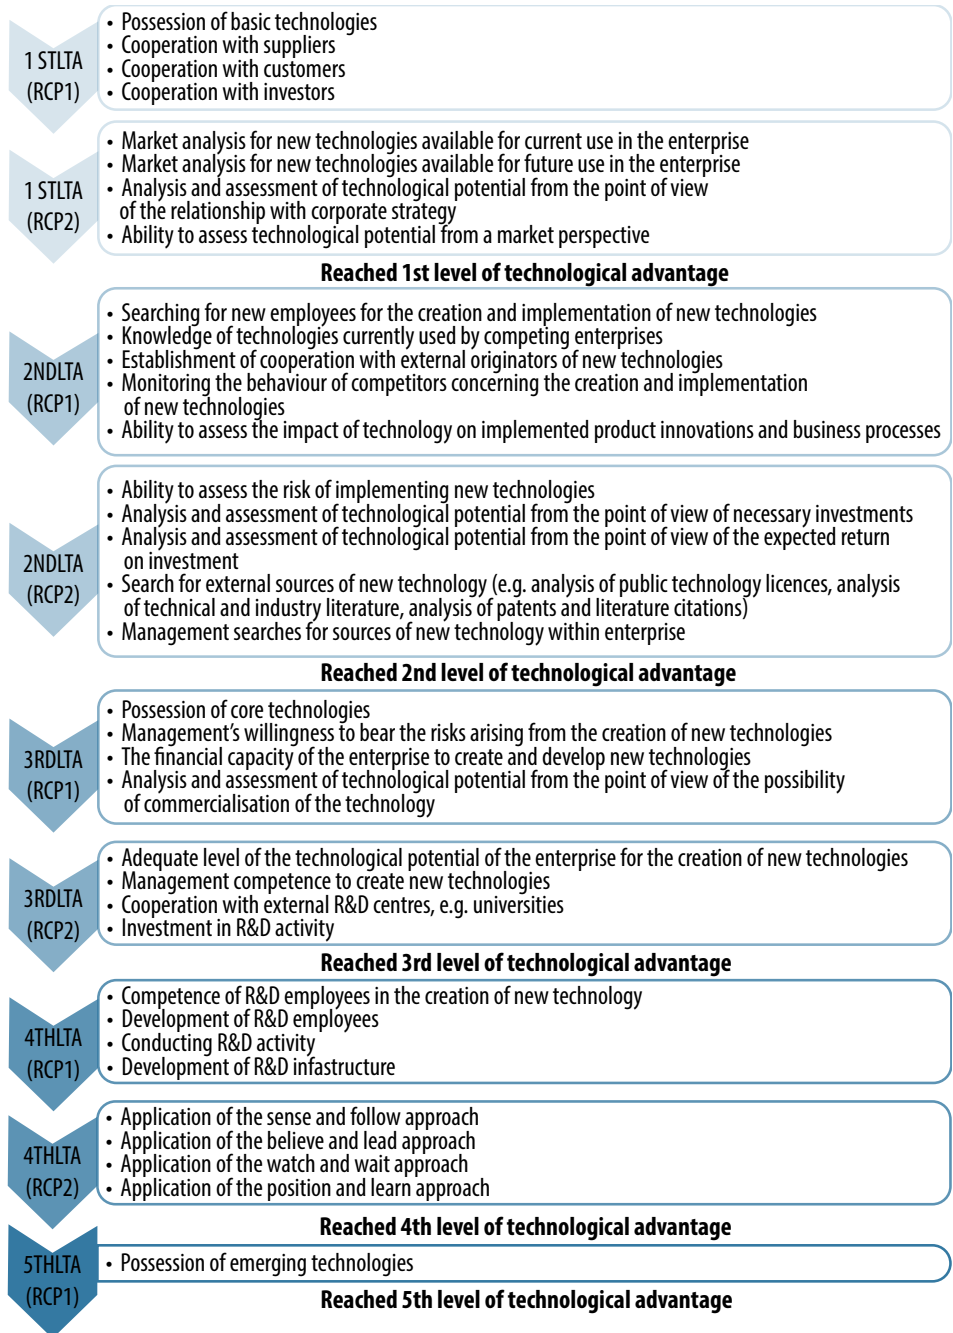 1 STLTA
(RCP1)
• Possession of basic technologies
• Cooperation with suppliers
• Cooperation with customers
• Cooperation with investors
1 STLTA
(RCP2)
• Market analysis for new technologies available for current use in the enterprise
• Market analysis for new technologies available for future use in the enterprise
• Analysis and assessment of technological potential from the point of view
of the relationship with corporate strategy
• Ability to assess technological potential from a market perspective
Reached 1st level of technological advantage
2NDLTA
(RCP1)
• Searching for new employees for the creation and implementation of new technologies
• Knowledge of technologies currently used by competing enterprises
• Establishment of cooperation with external originators of new technologies
• Monitoring the behaviour of competitors concerning the creation and implementation
of new technologies
• Ability to assess the impact of technology on implemented product innovations and business processes
2NDLTA
(RCP2)
• Ability to assess the risk of implementing new technologies
• Analysis and assessment of technological potential from the point of view of necessary investments
• Analysis and assessment of technological potential from the point of view of the expected return
on investment
• Search for external sources of new technology (e.g. analysis of public technology licences, analysis
of technical and industry literature, analysis of patents and literature citations)
• Management searches for sources of new technology within enterprise
Reached 2nd level of technological advantage
3RDLTA
(RCP1)
• Possession of core technologies
• Management's willingness to bear the risks arising from the creation of new technologies
• The financial capacity of the enterprise to create and develop new technologies
• Analysis and assessment of technological potential from the point of view of the possibility
of commercialisation of the technology
3RDLTA
(RCP2)
• Adequate level of the technological potential of the enterprise for the creation of new technologies
• Management competence to create new technologies
• Cooperation with external R&D centres, e.g. universities
• Investment in R&D activity
Reached 3rd level of technological advantage
4THLTA
(RCP1)
• Competence of R&D employees in the creation of new technology
• Development of R&D employees
• Conducting R&D activity
• Development of R&D infastructure
4THLTA
(RCP2)
• Application of the sense and follow approach
• Application of the believe and lead approach
• Application of the watch and wait approach
• Application of the position and learn approach
Reached 4th level of technological advantage
5THLTA
(RCP1)
• Possession of emerging technologies
Reached 5th level of technological advantage